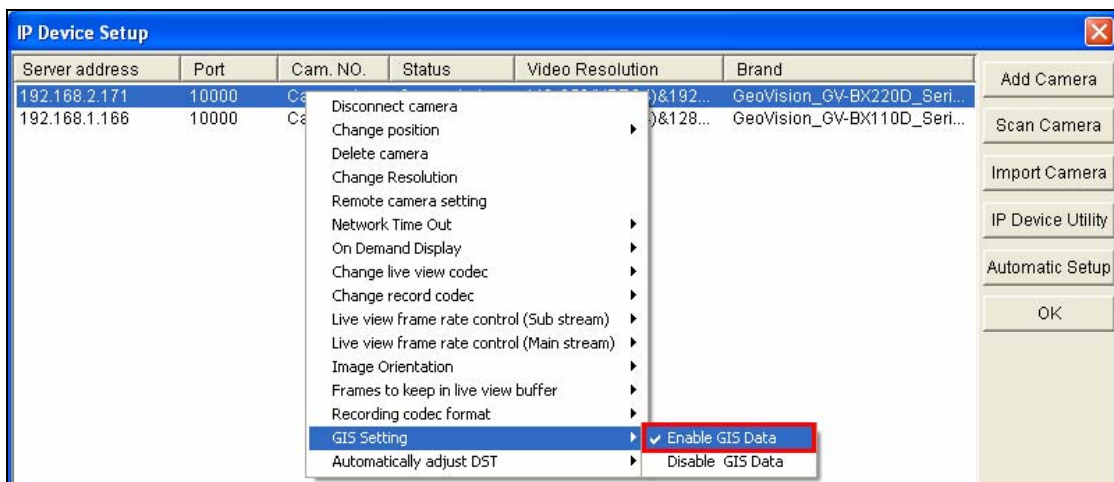 IP Device Setup
Server address Port Cam. NO. Status Video Resolution Brand
192.168.2.171 10000 )&192... GeoVision_GV-BX220D_Seri...
192.168.1.166 10000 )&128... GeoVision_GV-BX110D_Seri...
Disconnect camera
Change position
Delete camera
Change Resolution
Remote camera setting
Network Time Out
On Demand Display
Change live view codec
Change record codec
Live view frame rate control (Sub stream)
Live view frame rate control (Main stream)
Image Orientation
Frames to keep in live view buffer
Recording codec format
GIS Setting
Automatically adjust DST
Enable GIS Data
Disable GIS Data
Add Camera
Scan Camera
Import Camera
IP Device Utility
Automatic Setup
OK